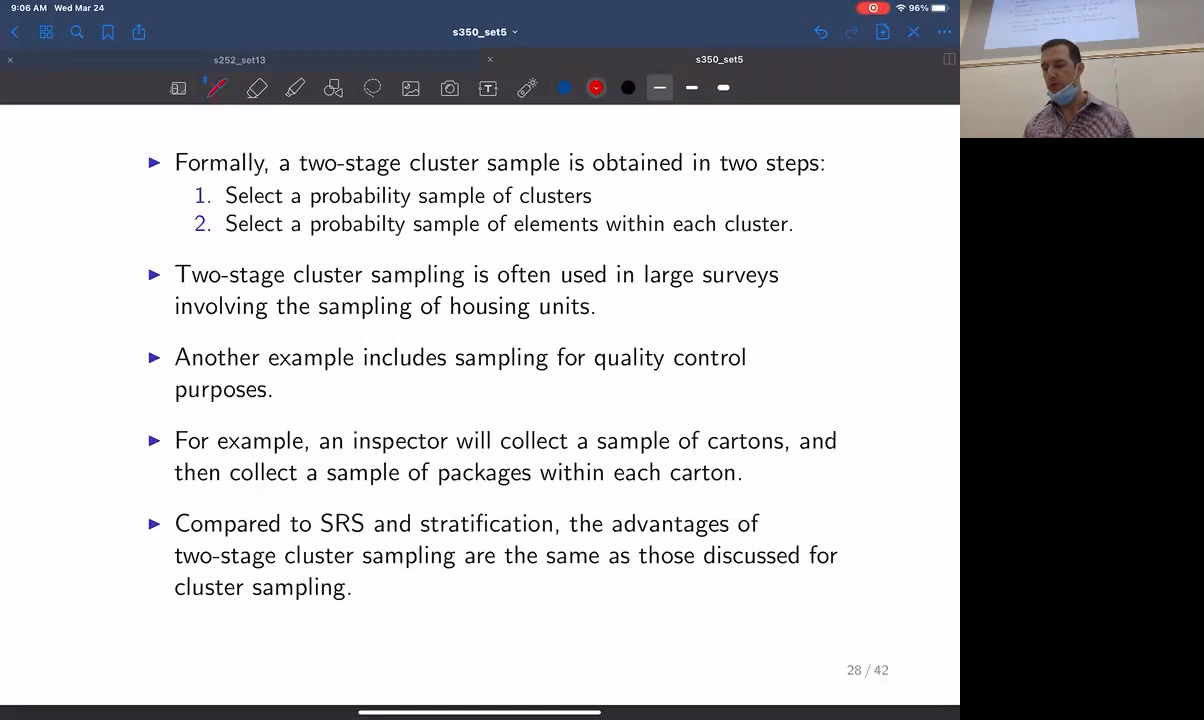 9:06 AM Wed Mar 24
96%
s350_set5
s252_set13
s350_set5
T
Formally, a two-stage cluster sample is obtained in two steps:
1. Select a probability sample of clusters
2. Select a probabilty sample of elements within each cluster.
Two-stage cluster sampling is often used in large surveys
involving the sampling of housing units.
Another example includes sampling for quality control
purposes.
For example, an inspector will collect a sample of cartons, and
then collect a sample of packages within each carton.
Compared to SRS and stratification, the advantages of
two-stage cluster sampling are the same as those discussed for
cluster sampling.
28 / 42